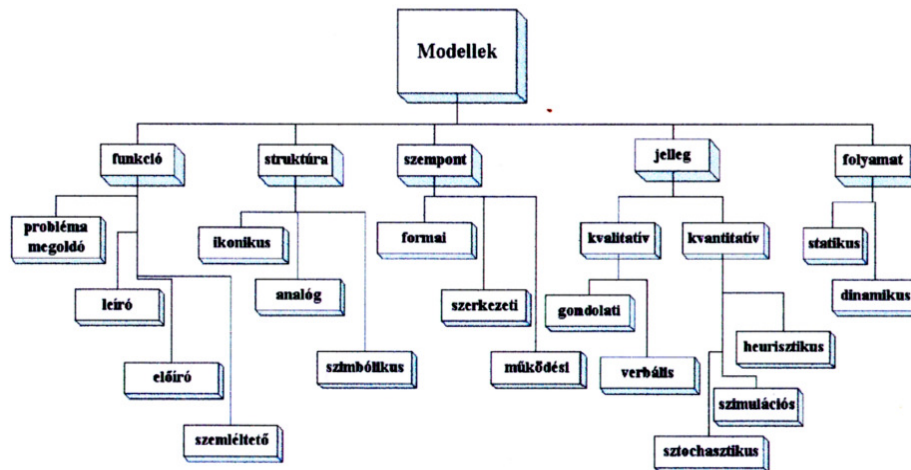 Modellek
funkció
struktúra
szempont
jelleg
folyamat
probléma
megoldó
leíró
előíró
szemléltető
ikonikus
analóg
szimbólikus
formai
szerkezeti
működési
kvalitatív
kvantitatív
gondolati
verbális
heurisztikus
szimulációs
sztochasztikus
statikus
dinamikus